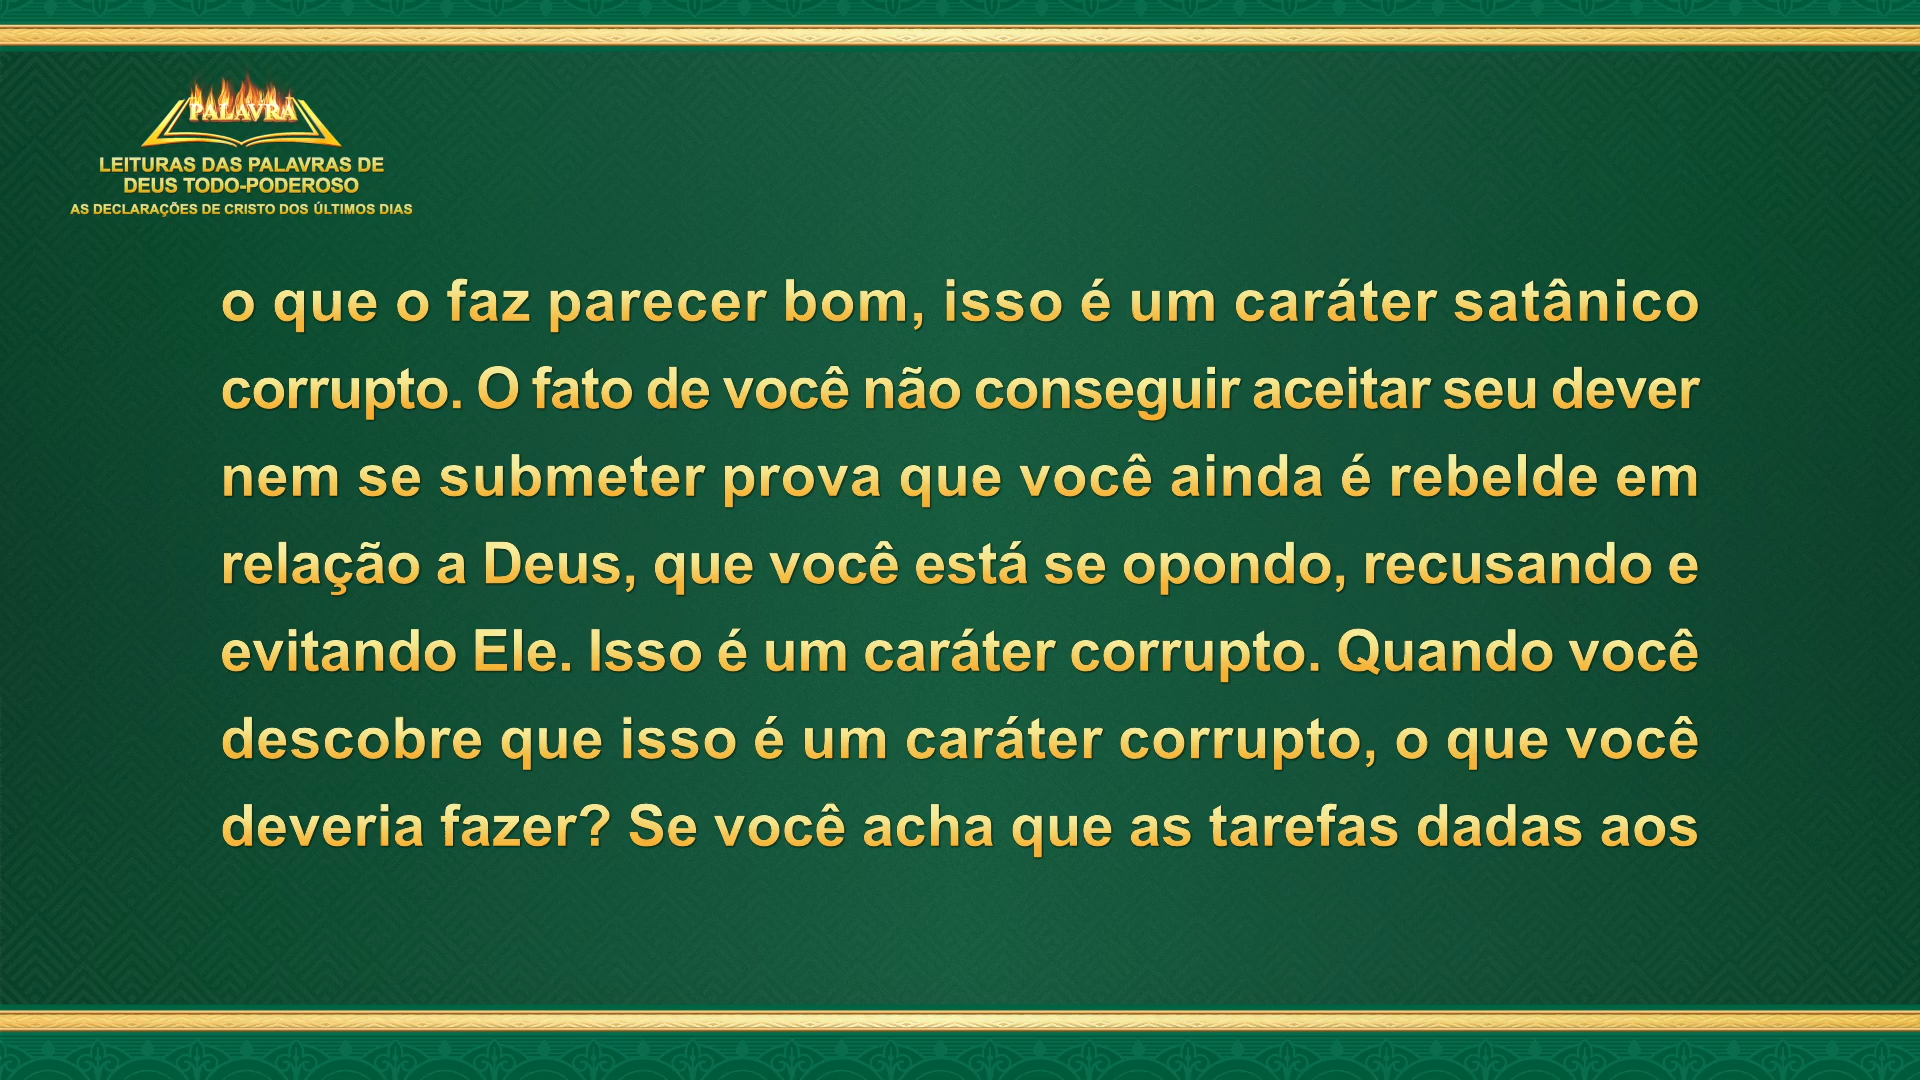 PALAVRA
LEITURAS DAS PALAVRAS DE
DEUS TODO-PODEROSO
AS DECLARAÇÕES DE CRISTO DOS ÚLTIMOS DIAS
o que o faz parecer bom, isso é um caráter satânico
corrupto. O fato de você não conseguir aceitar seu dever
nem se submeter prova que você ainda é rebelde em
relação a Deus, que você está se opondo, recusando e
evitando Ele. Isso é um caráter corrupto. Quando você
descobre que isso é um caráter corrupto, o que você
deveria fazer? Se você acha que as tarefas dadas aos